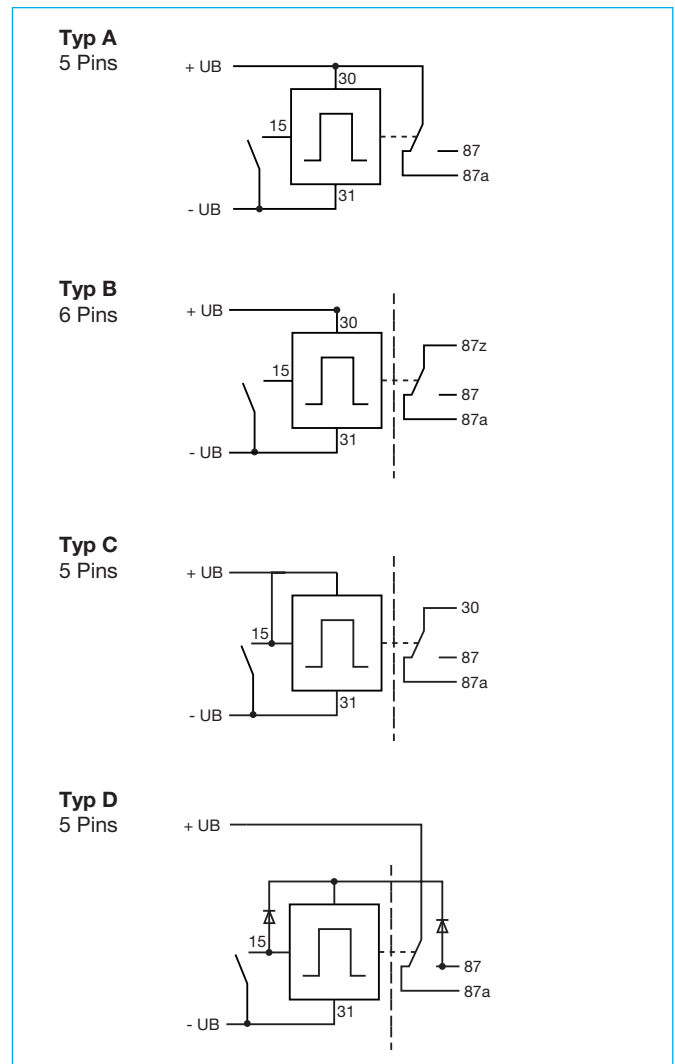 Typ A
5 Pins
+ UB
30
15
87
87a
31
- UB
Typ B
6 Pins
+ UB
30
87z
15
87
87a
31
- UB
Typ C
5 Pins
+ UB
30
15
87
87a
31
- UB
Typ D
5 Pins
+ UB
15
87
87a
31
- UB